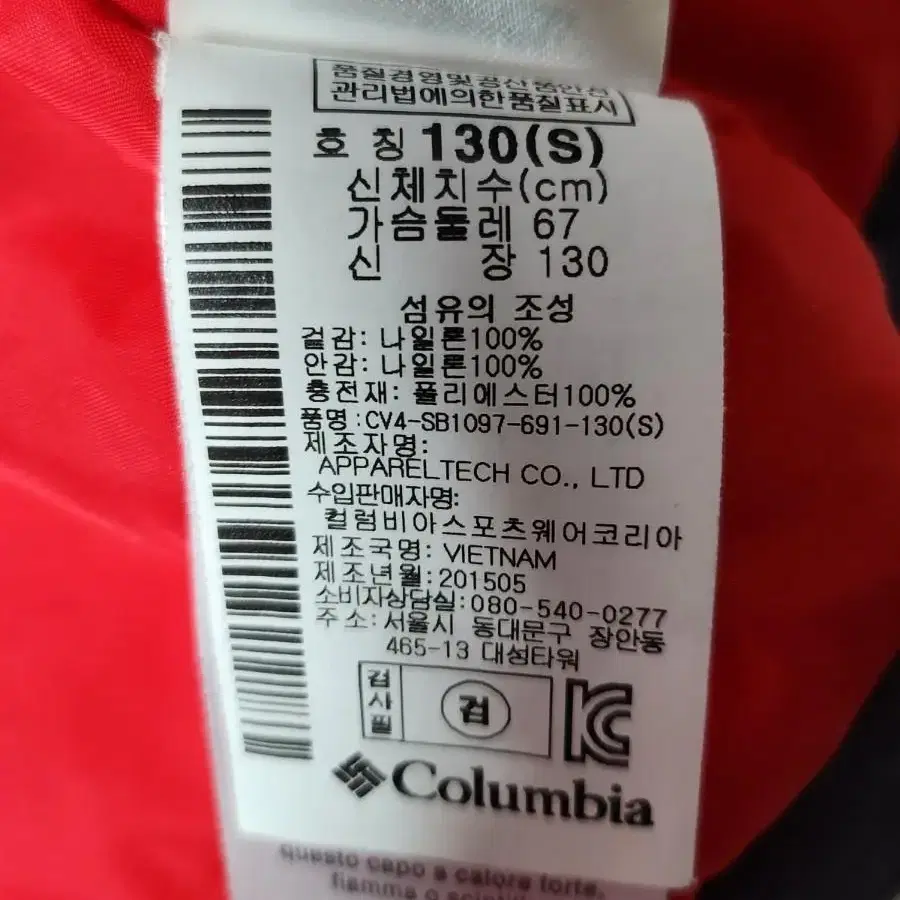 품질경영및공산품안전
관리법에의한품질표시
호 칭 130(S)
신체치수(cm)
가슴둘레 67
신 장 130
섬유의 조성
겉감: 나일론100%
안감: 나일론100%
충전재: 폴리에스터100%
품명:CV4-SB1097-691-130(S)
제조자명:
APPARELTECH CO., LTD
수입판매자명:
컬럼비아스포츠웨어코리아
제조국명: VIETNAM
제조년월:201505
소비자상담실:080-540-0277
주소:서울시 동대문구 장안동
465-13 대성타워
검사필
검
KC
Columbia
questo capo a calore forte,
fiamma o